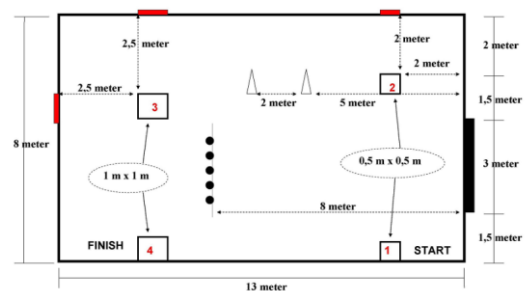 2,5 meter
2 meter
2 meter
2 meter
2,5 meter
2
3
2 meter
5 meter
1,5 meter
8 meter
1 m x 1 m
0,5 m x 0,5 m
3 meter
8 meter
FINISH
4
1
START
1,5 meter
13 meter